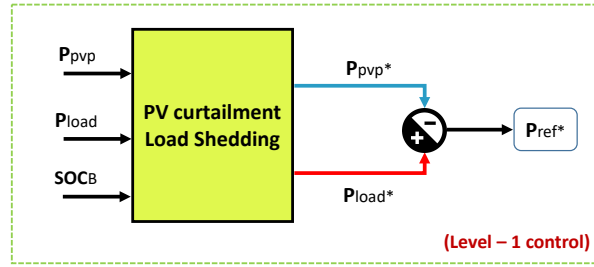 Ppvp
Pload
SOCB
PV curtailment
Load Shedding
Ppvp*
Pload*
−
+
Pref*
(Level – 1 control)